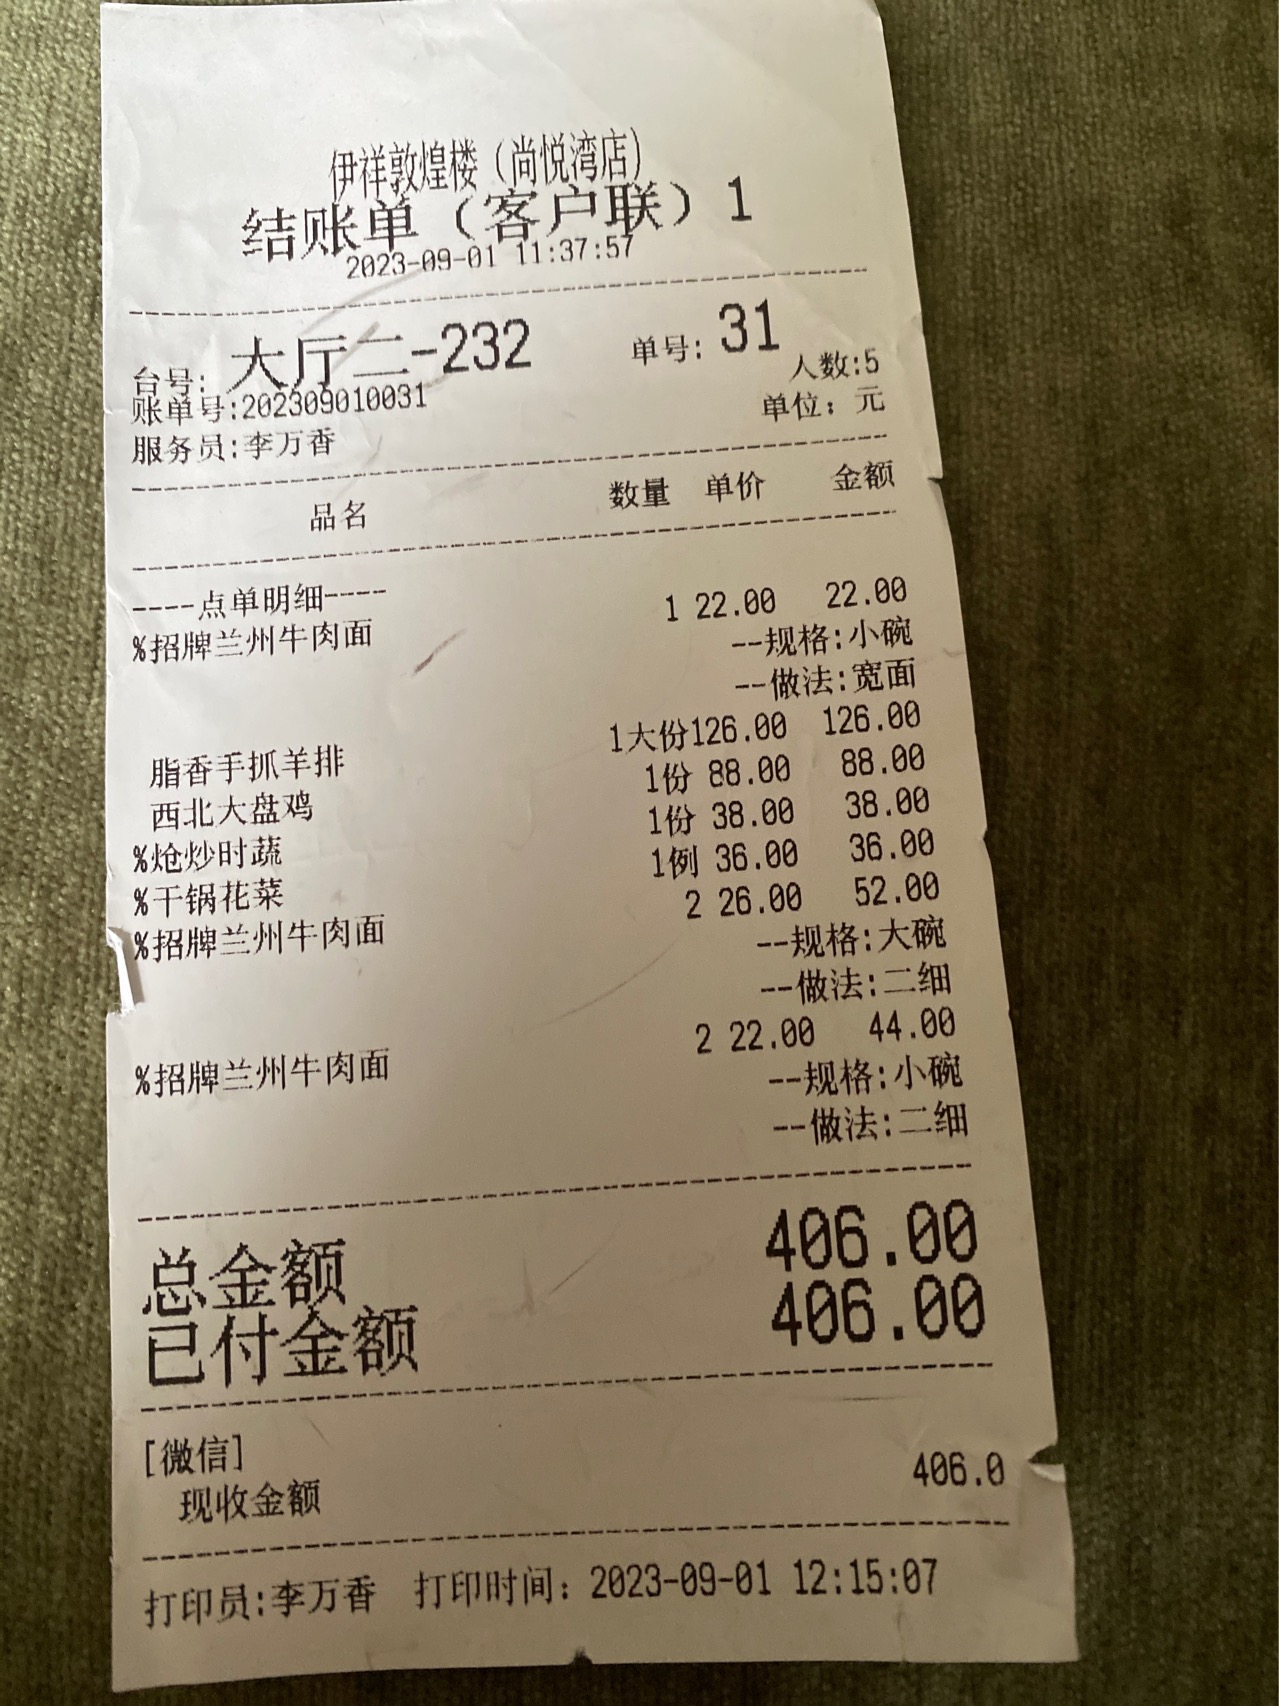 伊祥敦煌楼（尚悦湾店）
结账单（客户联）1
2023-09-01 11:37:57
台号: 大厅二-232 单号: 31
账单号:202309010031 人数:5
服务员:李万香 单位：元
品名 数量 单价 金额
----点单明细----
%招牌兰州牛肉面 1 22.00 22.00
--规格:小碗
--做法:宽面
脂香手抓羊排 1大份126.00 126.00
西北大盘鸡 1份 88.00 88.00
%炝炒时蔬 1份 38.00 38.00
%干锅花菜 1例 36.00 36.00
%招牌兰州牛肉面 2 26.00 52.00
--规格:大碗
--做法:二细
%招牌兰州牛肉面 2 22.00 44.00
--规格:小碗
--做法:二细
总金额 406.00
已付金额 406.00
[微信]
现收金额 406.0
打印员:李万香 打印时间：2023-09-01 12:15:07